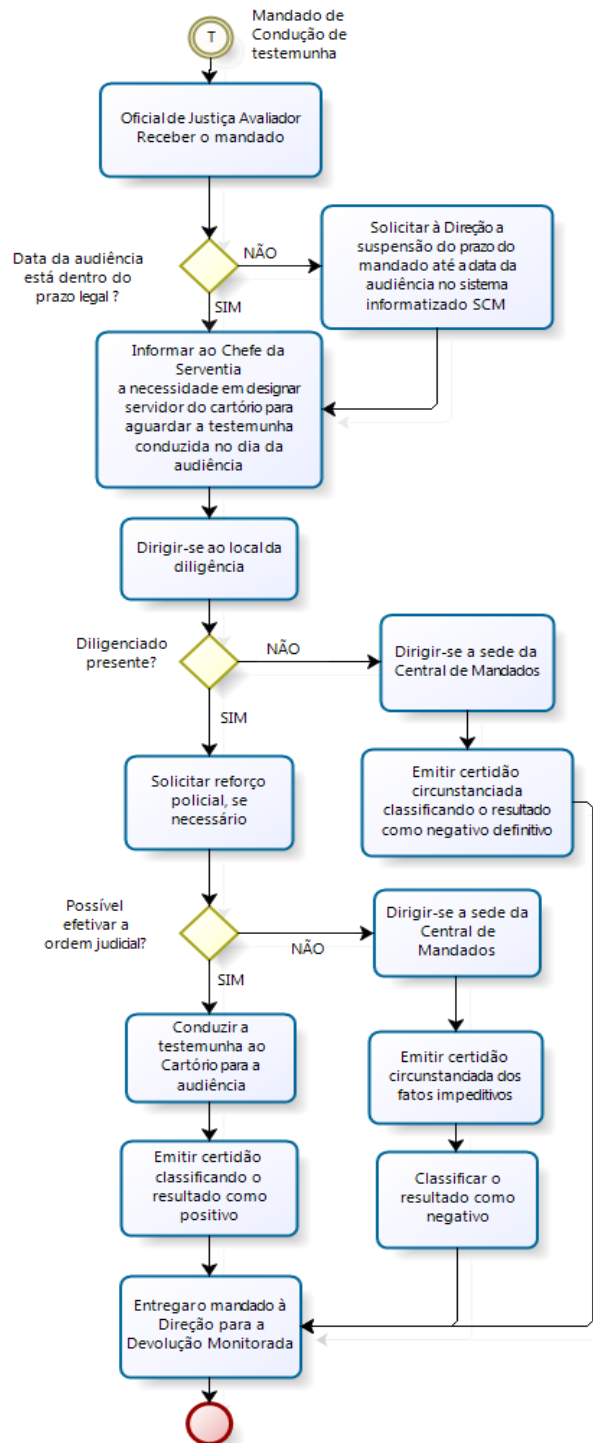 Mandado de
Condução de
testemunha
T
Oficial de Justiça Avaliador
Receber o mandado
Data da audiência
está dentro do
prazo legal ?
NÃO
SIM
Solicitar à Direção a
suspensão do prazo do
mandado até a data da
audiência no sistema
informatizado SCM
Informar ao Chefe da
Serventia
a necessidade em designar
servidor do cartório para
aguardar a testemunha
conduzida no dia da
audiência
Dirigir-se ao local da
diligência
Diligenciado
presente?
NÃO
SIM
Dirigir-se a sede da
Central de Mandados
Emitir certidão
circunstanciada
classificando o resultado
como negativo definitivo
Solicitar reforço
policial, se
necessário
Possível
efetivar a
ordem judicial?
NÃO
SIM
Dirigir-se a sede da
Central de
Mandados
Emitir certidão
circunstanciada dos
fatos impeditivos
Classificar o
resultado como
negativo
Conduzir a
testemunha ao
Cartório para a
audiência
Emitir certidão
classificando o
resultado como
positivo
Entregar o mandado à
Direção para a
Devolução Monitorada